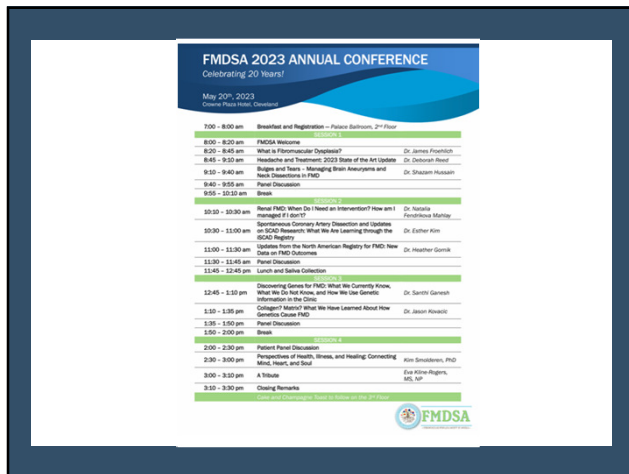 FMDSA 2023 ANNUAL CONFERENCE
Celebrating 20 Years!
May 20th, 2023
Crowne Plaza Hotel, Cleveland
7:00 – 8:00 am Breakfast and Registration — Palace Ballroom, 2nd Floor
SESSION 1
8:00 – 8:20 am FMDSA Welcome
8:20 – 8:45 am What is Fibromuscular Dysplasia? Dr. James Froehlich
8:45 – 9:10 am Headache and Treatment: 2023 State of the Art Update Dr. Deborah Reed
9:10 – 9:40 am Bulges and Tears – Managing Brain Aneurysms and
Neck Dissections in FMD Dr. Shazam Hussain
9:40 – 9:55 am Panel Discussion
9:55 – 10:10 am Break
SESSION 2
10:10 – 10:30 am Renal FMD: When Do I Need an Intervention? How am I
managed if I don't? Dr. Natalia
Fendrikova Mahlay
10:30 – 11:00 am Spontaneous Coronary Artery Dissection and Updates
on SCAD Research: What We Are Learning through the
iSCAD Registry Dr. Esther Kim
11:00 – 11:30 am Updates from the North American Registry for FMD: New
Data on FMD Outcomes Dr. Heather Gornik
11:30 – 11:45 am Panel Discussion
11:45 – 12:45 pm Lunch and Saliva Collection
SESSION 3
12:45 – 1:10 pm Discovering Genes for FMD: What We Currently Know,
What We Do Not Know, and How We Use Genetic
Information in the Clinic Dr. Santhi Ganesh
1:10 – 1:35 pm Collagen? Matrix? What We Have Learned About How
Genetics Cause FMD Dr. Jason Kovacic
1:35 – 1:50 pm Panel Discussion
1:50 – 2:00 pm Break
SESSION 4
2:00 – 2:30 pm Patient Panel Discussion
2:30 – 3:00 pm Perspectives of Health, Illness, and Healing: Connecting
Mind, Heart, and Soul Kim Smolderen, PhD
3:00 – 3:10 pm A Tribute Eva Kline-Rogers,
MS, NP
3:10 – 3:30 pm Closing Remarks
Cake and Champagne Toast to follow on the 3rd Floor
FMDSA